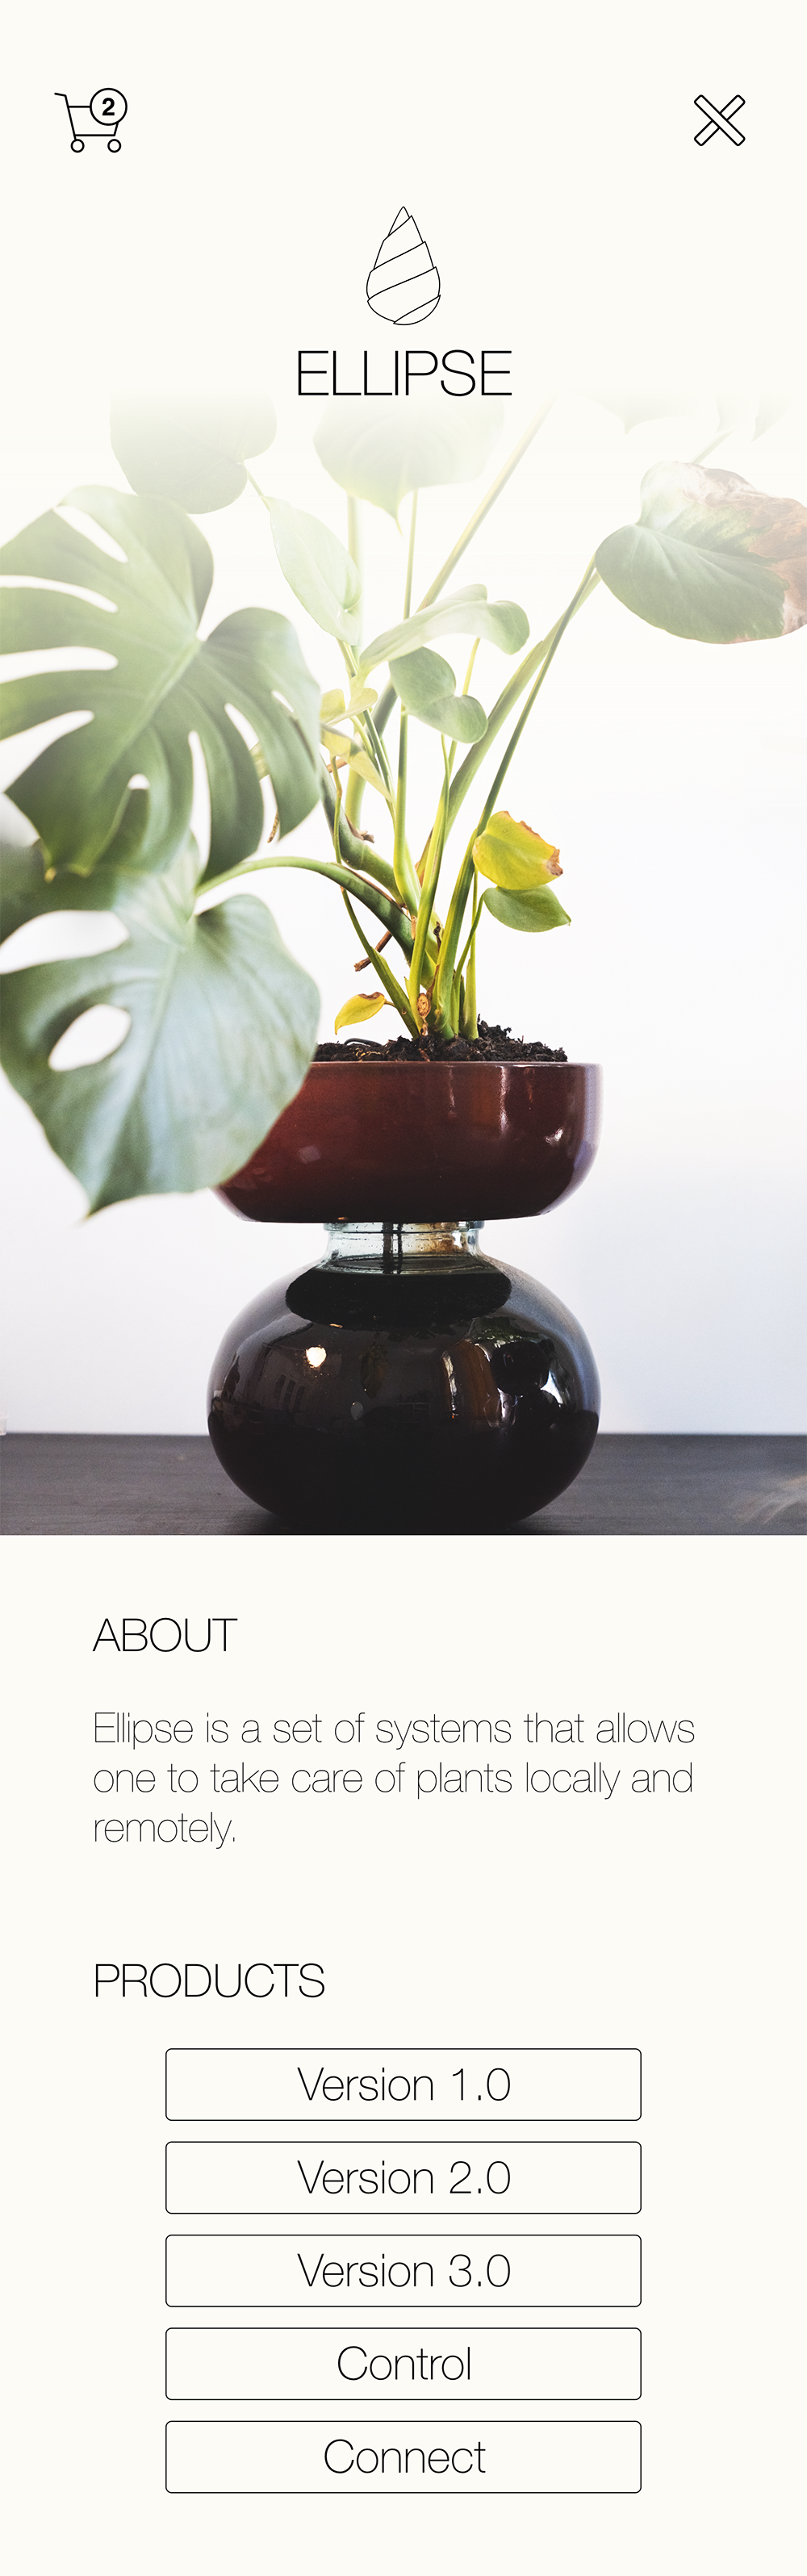 2
ELLIPSE
ABOUT
Ellipse is a set of systems that allows
one to take care of plants locally and
remotely.
PRODUCTS
Version 1.0
Version 2.0
Version 3.0
Control
Connect